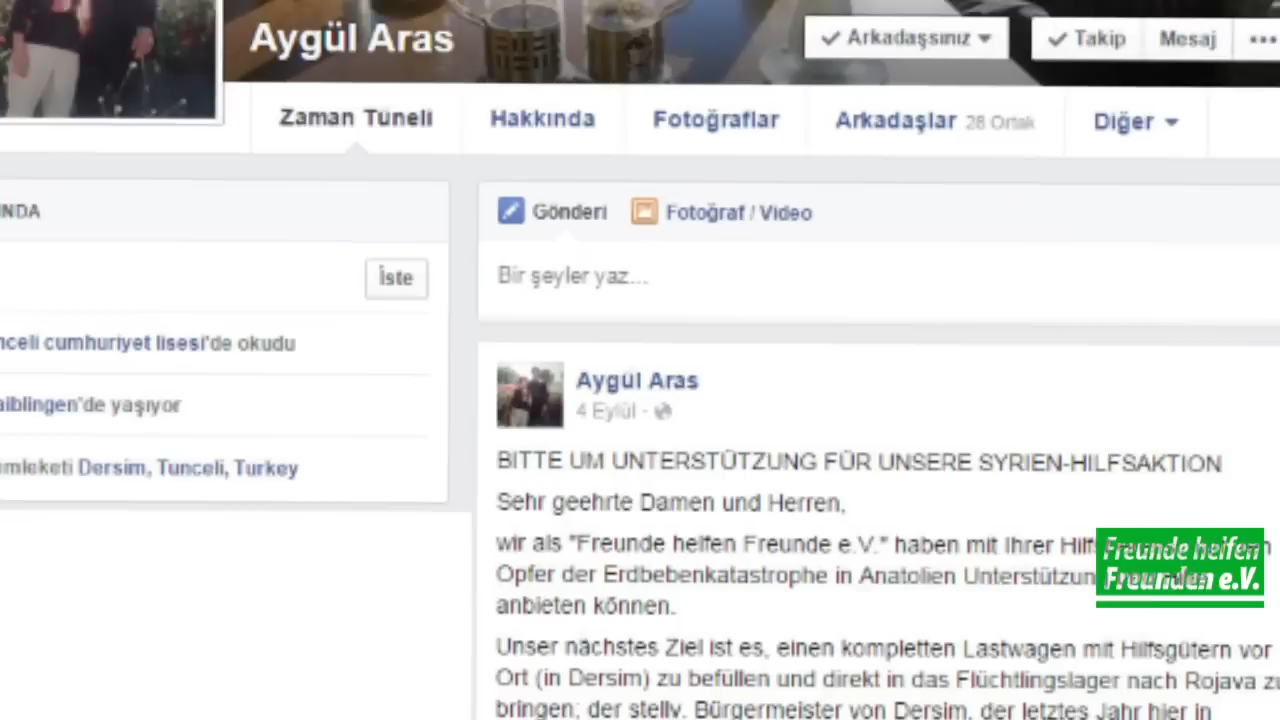 Aygül Aras
Arkadaşsınız
Takip
Mesaj
Zaman Tüneli
Hakkında
Fotoğraflar
Arkadaşlar 28 Ortak
Diğer
INDA
İste
nceli cumhuriyet lisesi'de okudu
aiblingen'de yaşıyor
emleketi Dersim, Tunceli, Turkey
Gönderi
Fotoğraf / Video
Bir şeyler yaz...
Aygül Aras
4 Eylül ·
BITTE UM UNTERSTÜTZUNG FÜR UNSERE SYRIEN-HILFSAKTION
Sehr geehrte Damen und Herren,
wir als "Freunde helfen Freunde e.V." haben mit Ihrer
Opfer der Erdbebenkatastrophe in Anatolien
anbieten können.
Unser nächstes Ziel ist es, einen kompletten Lastwagen mit Hilfsgütern vor
Ort (in Dersim) zu befüllen und direkt in das Flüchtlingslager nach Rojava zu
bringen; der stellv. Bürgermeister von Dersim, der letztes Jahr hier in
Freunde helfen
Freunden e.V.